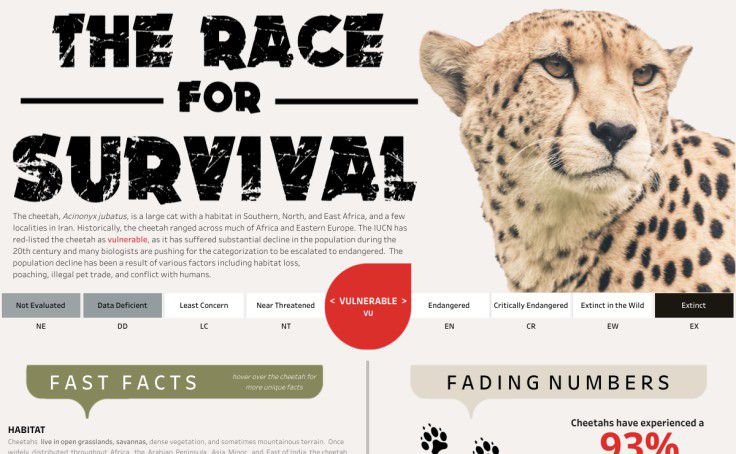 THE RACE
FOR
SURVIVAL
The cheetah, Acinonyx jubatus, is a large cat with a habitat in Southern, North, and East Africa, and a few
localities in Iran. Historically, the cheetah ranged across much of Africa and Eastern Europe. The IUCN has
red-listed the cheetah as vulnerable, as it has suffered substantial decline in the population during the
20th century and many biologists are pushing for the categorization to be escalated to endangered. The
population decline has been a result of various factors including habitat loss,
poaching, illegal pet trade, and conflict with humans.
Not Evaluated
Data Deficient
Least Concern
Near Threatened
< VULNERABLE >
Endangered
Critically Endangered
Extinct in the Wild
Extinct
NE
DD
LC
NT
VU
EN
CR
EW
EX
FAST FACTS
hover over the cheetah for
more unique facts
HABITAT
Cheetahs live in open grasslands, savannas, dense vegetation, and sometimes mountainous terrain. Once
widely distributed throughout Africa, the Arabian Peninsula, Asia Minor, and East of India, the cheetah
FADING NUMBERS
Cheetahs have experienced a
93%